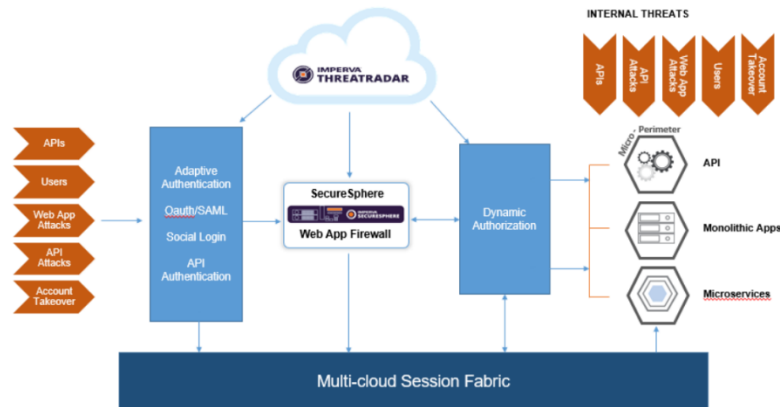 INTERNAL THREATS
APIs
API
Attacks
Web App
Attacks
Users
Account
Takeover
IMPERVA
THREATRADAR
APIs
Users
Web App
Attacks
API
Attacks
Account
Takeover
Adaptive
Authentication
Oauth/SAML
Social Login
API
Authentication
SecureSphere
IMPERVA
SECURESPHERE
Web App Firewall
Dynamic
Authorization
Micro - Perimeter
API
Monolithic Apps
Microservices
Multi-cloud Session Fabric